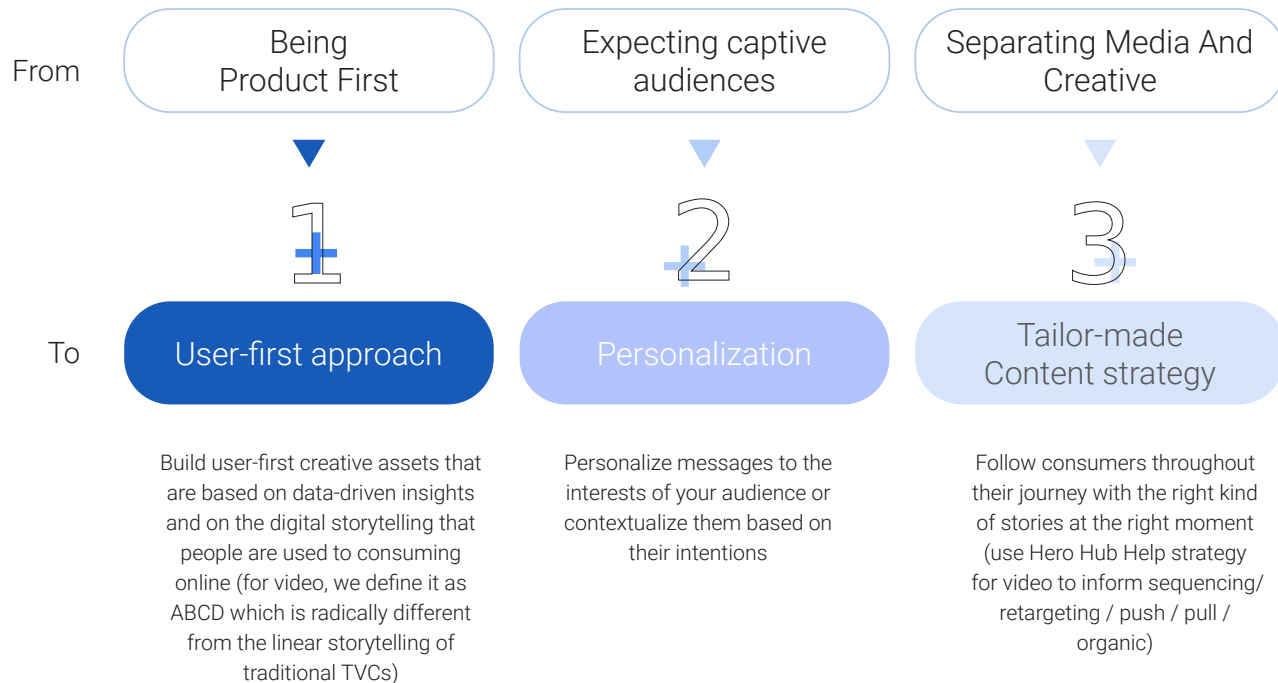 From
Being
Product First
Expecting captive
audiences
Separating Media And
Creative
1
2
3
To
User-first approach
Personalization
Tailor-made
Content strategy
Build user-first creative assets that
are based on data-driven insights
and on the digital storytelling that
people are used to consuming
online (for video, we define it as
ABCD which is radically different
from the linear storytelling of
traditional TVCs)
Personalize messages to the
interests of your audience or
contextualize them based on
their intentions
Follow consumers throughout
their journey with the right kind
of stories at the right moment
(use Hero Hub Help strategy
for video to inform sequencing/
retargeting / push / pull /
organic)